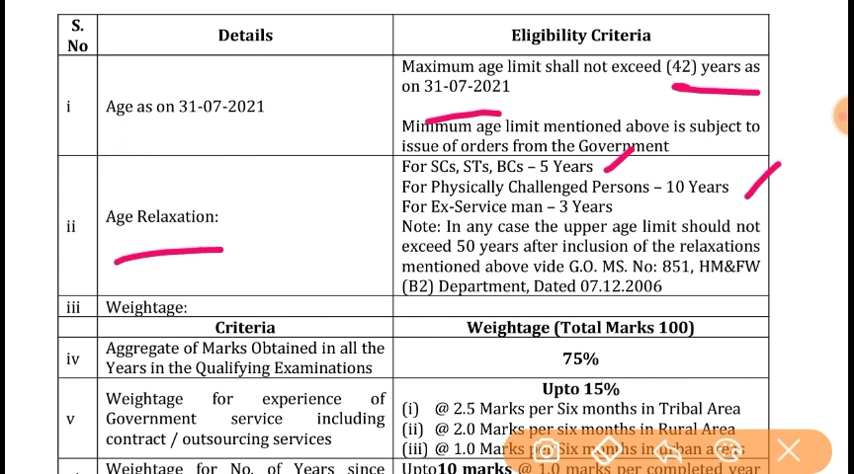 S.
No
Details
Eligibility Criteria
i
Age as on 31-07-2021
Maximum age limit shall not exceed (42) years as
on 31-07-2021
Minimum age limit mentioned above is subject to
issue of orders from the Government
ii
Age Relaxation:
For SCs, STs, BCs – 5 Years
For Physically Challenged Persons – 10 Years
For Ex-Service man – 3 Years
Note: In any case the upper age limit should not
exceed 50 years after inclusion of the relaxations
mentioned above vide G.O. MS. No: 851, HM&FW
(B2) Department, Dated 07.12.2006
iii
Weightage:
Criteria
Weightage (Total Marks 100)
iv
Aggregate of Marks Obtained in all the
Years in the Qualifying Examinations
75%
v
Weightage for experience of
Government service including
contract / outsourcing services
Upto 15%
(i) @ 2.5 Marks per Six months in Tribal Area
(ii) @ 2.0 Marks per six months in Rural Area
(iii) @ 1.0 Marks per Six months in urban areas
Weightage for No. of Years since
Upto10 marks @ 1.0 marks per completed year